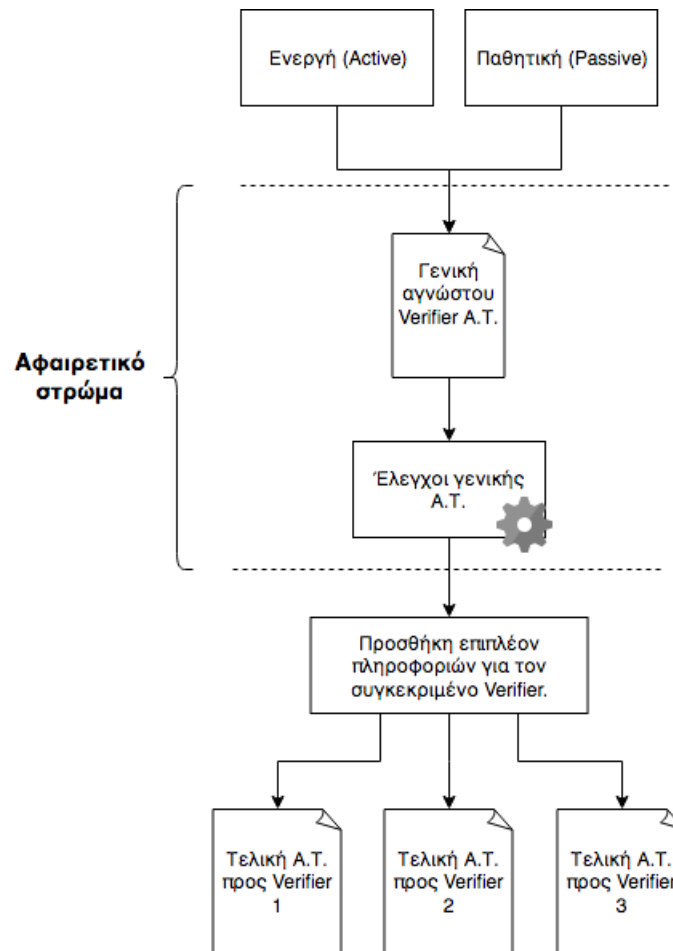 Ενεργή (Active)
Παθητική (Passive)
Γενική
αγνώστου
Verifier Α.Τ.
Αφαιρετικό
στρώμα
Έλεγχοι γενικής
Α.Τ.
Προσθήκη επιπλέον
πληροφοριών για τον
συγκεκριμένο Verifier.
Τελική Α.Τ.
προς Verifier
1
Τελική Α.Τ.
προς Verifier
2
Τελική Α.Τ.
προς Verifier
3